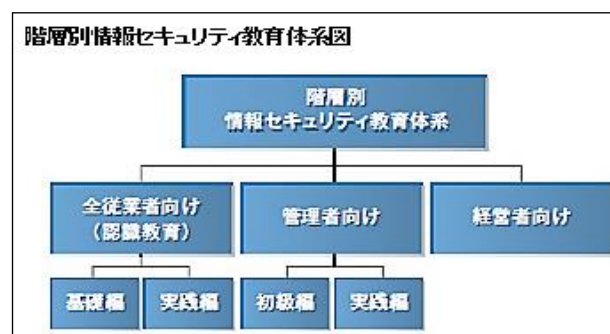 階層別情報セキュリティ教育体系図
階層別
情報セキュリティ教育体系
全従業者向け
(認識教育)
管理者向け
経営者向け
基礎編
実践編
初級編
実践編